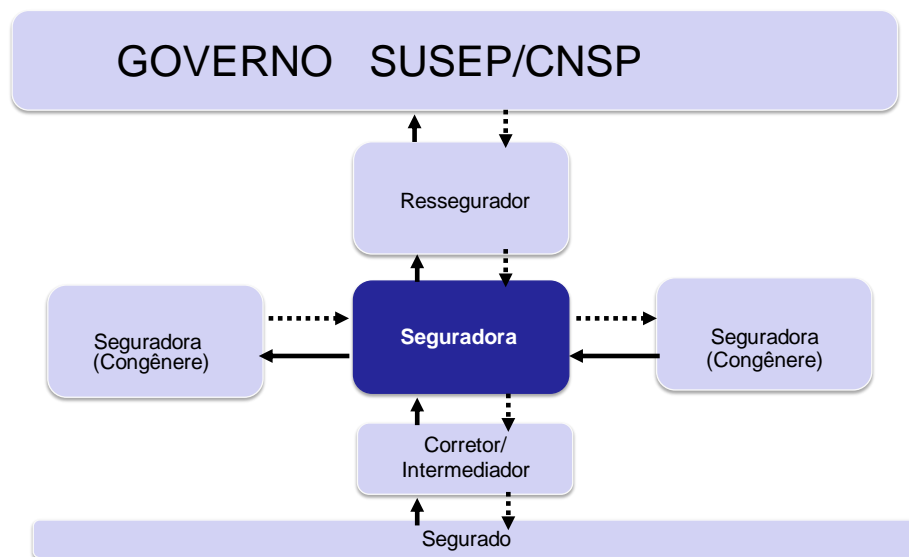 GOVERNO SUSEP/CNSP
Ressegurador
Seguradora
(Congênere)
Seguradora
Seguradora
(Congênere)
Corretor/
Intermediador
Segurado